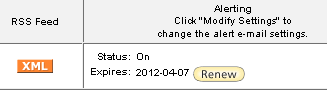 RSS Feed
Alerting
Click "Modify Settings" to
change the alert e-mail settings.
XML
Status: On
Expires: 2012-04-07 Renew